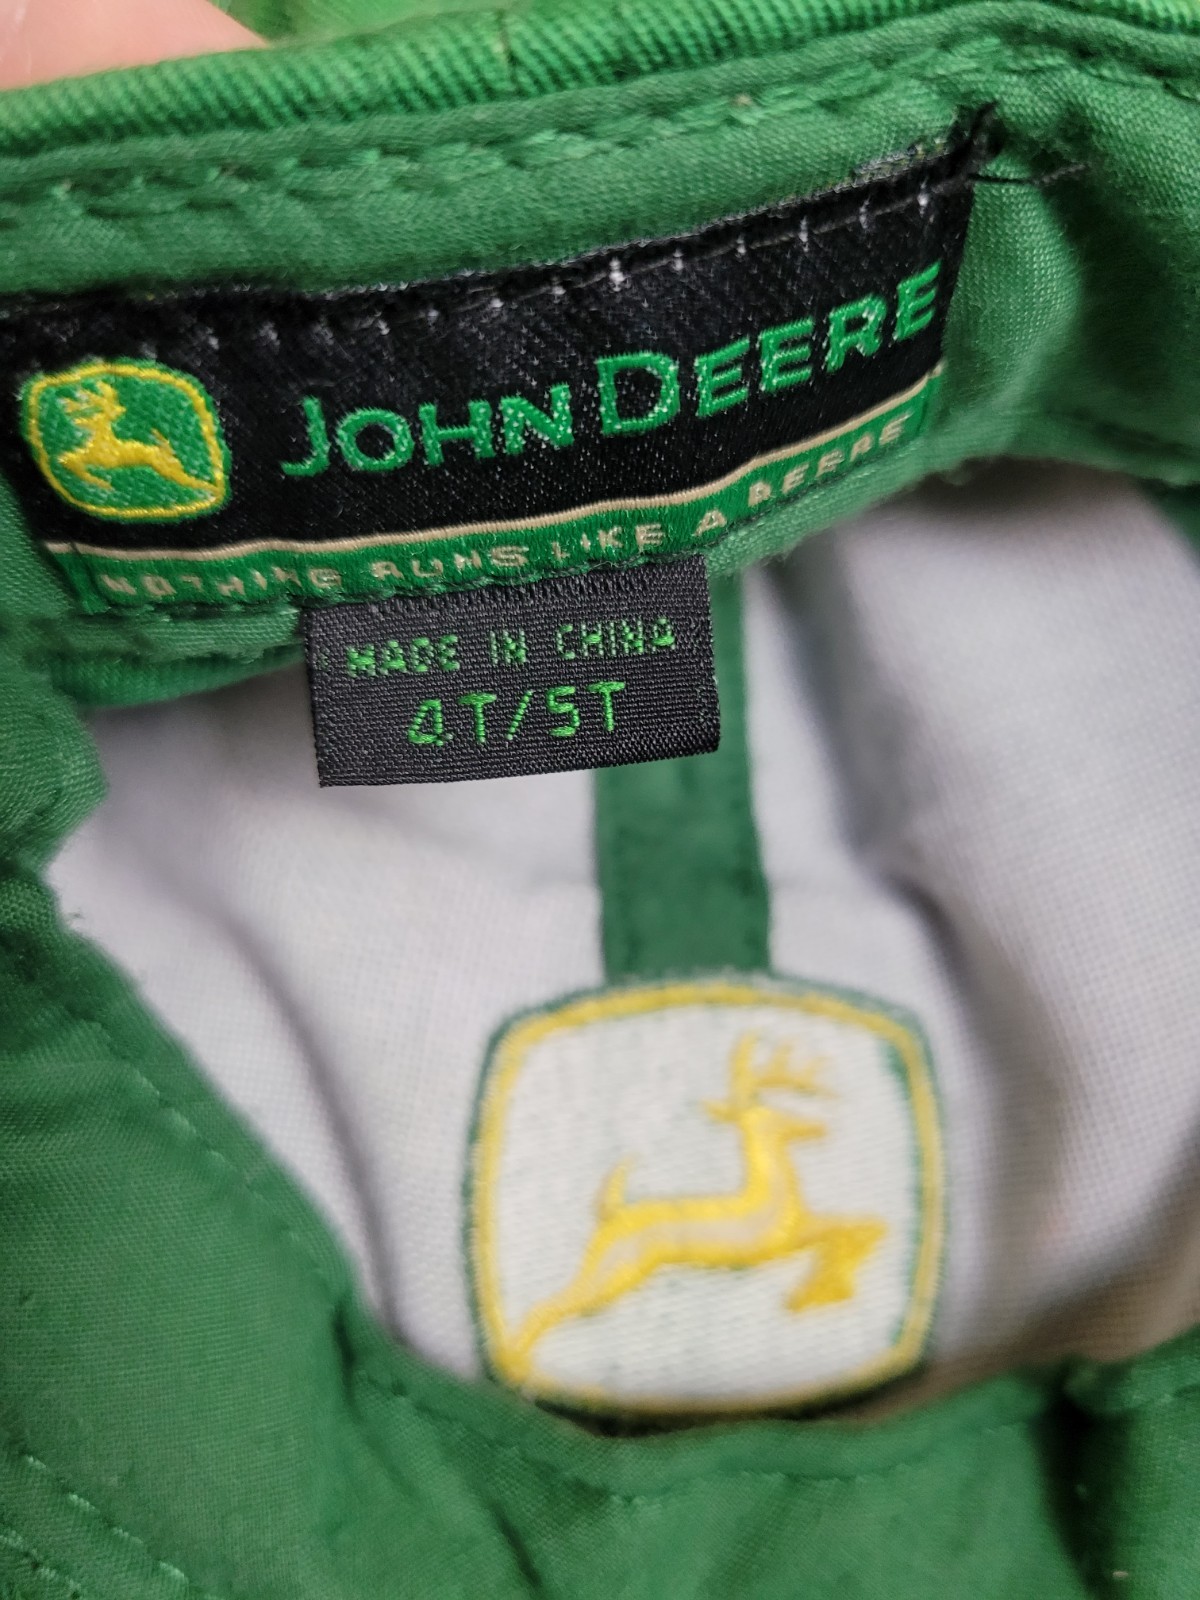 JOHN DEERE
NOTHING RUNS LIKE A DEERE
MADE IN CHINA
4T/5T